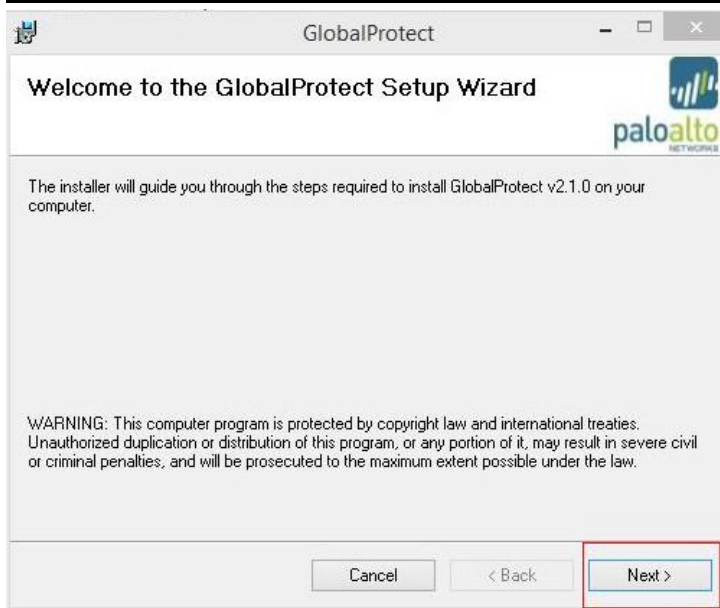 GlobalProtect
Welcome to the GlobalProtect Setup Wizard
paloalto
NETWORKS
The installer will guide you through the steps required to install GlobalProtect v2.1.0 on your
computer.
WARNING: This computer program is protected by copyright law and international treaties.
Unauthorized duplication or distribution of this program, or any portion of it, may result in severe civil
or criminal penalties, and will be prosecuted to the maximum extent possible under the law.
Cancel
< Back
Next >